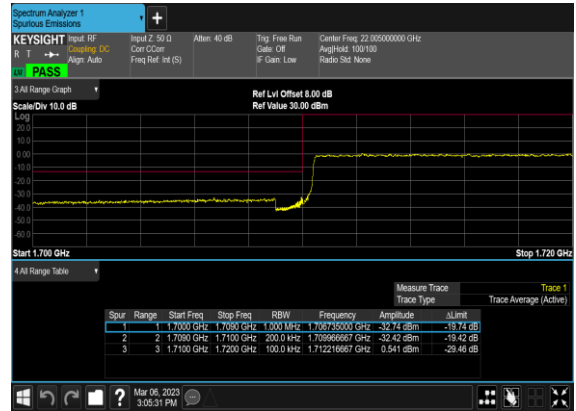 Spectrum Analyzer 1
Spurious Emissions
+
KEYSIGHT Input: RF Input Z: 50 Ω Atten: 40 dB Trig: Free Run Center Freq: 22.005000000 GHz
R T Coupling: DC Corr CCorr Gate: Off Avg|Hold: 100/100
Align: Auto Freq Ref: Int (S) IF Gain: Low Radio Std: None
LW PASS
3 All Range Graph
Ref Lvl Offset 8.00 dB
Scale/Div 10.0 dB Ref Value 30.00 dBm
Log
20.0
10.0
0.00
-10.0
-20.0
-30.0
-40.0
-50.0
-60.0
Start 1.700 GHz Stop 1.720 GHz
4 All Range Table
Measure Trace Trace 1
Trace Type Trace Average (Active)
Spur Range Start Freq Stop Freq RBW Frequency Amplitude ΔLimit
1 1 1.7000 GHz 1.7090 GHz 1.000 MHz 1.706735000 GHz -32.74 dBm -19.74 dB
2 2 1.7090 GHz 1.7100 GHz 200.0 kHz 1.709966667 GHz -32.42 dBm -19.42 dB
3 3 1.7100 GHz 1.7200 GHz 100.0 kHz 1.712216667 GHz 0.541 dBm -29.46 dB
? Mar 06, 2023
3:05:31 PM